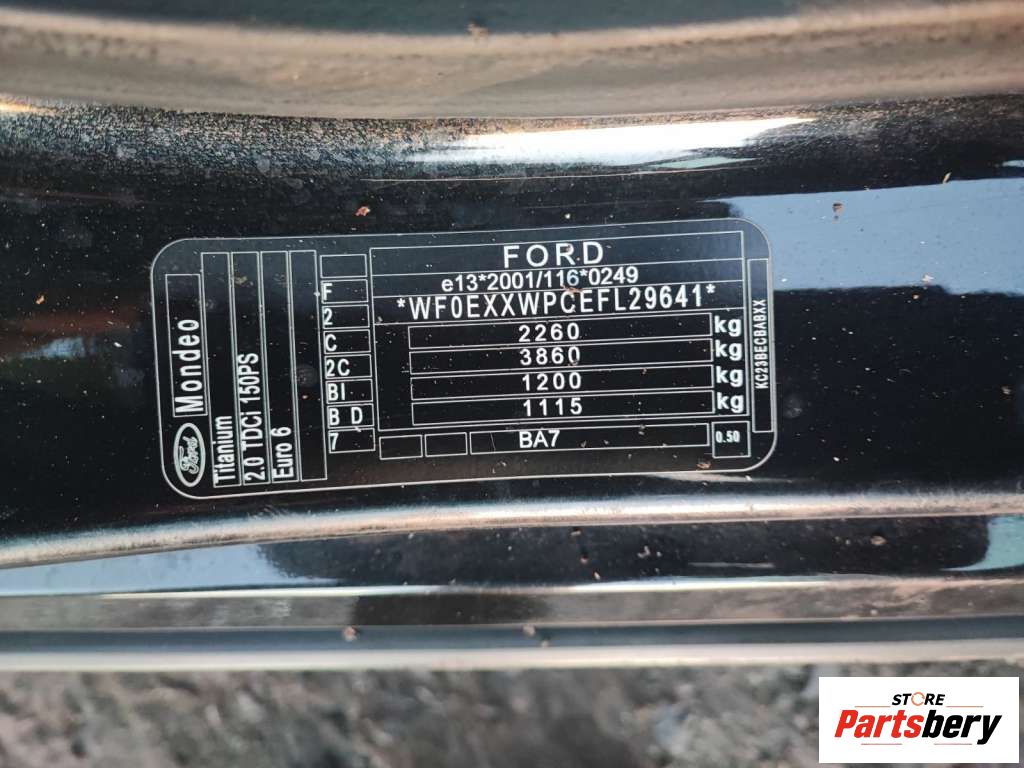 FORD
e13*2001/116*0249
*WF0EXXWPCEFL29641*
2260 kg
3860 kg
1200 kg
1115 kg
BA7
0.50
F
2
C
2C
BI
B D
7
Ford
Mondeo
Titanium
2.0 TDCi 150PS
Euro 6
KC23BECBABXX
STORE
Partsbery